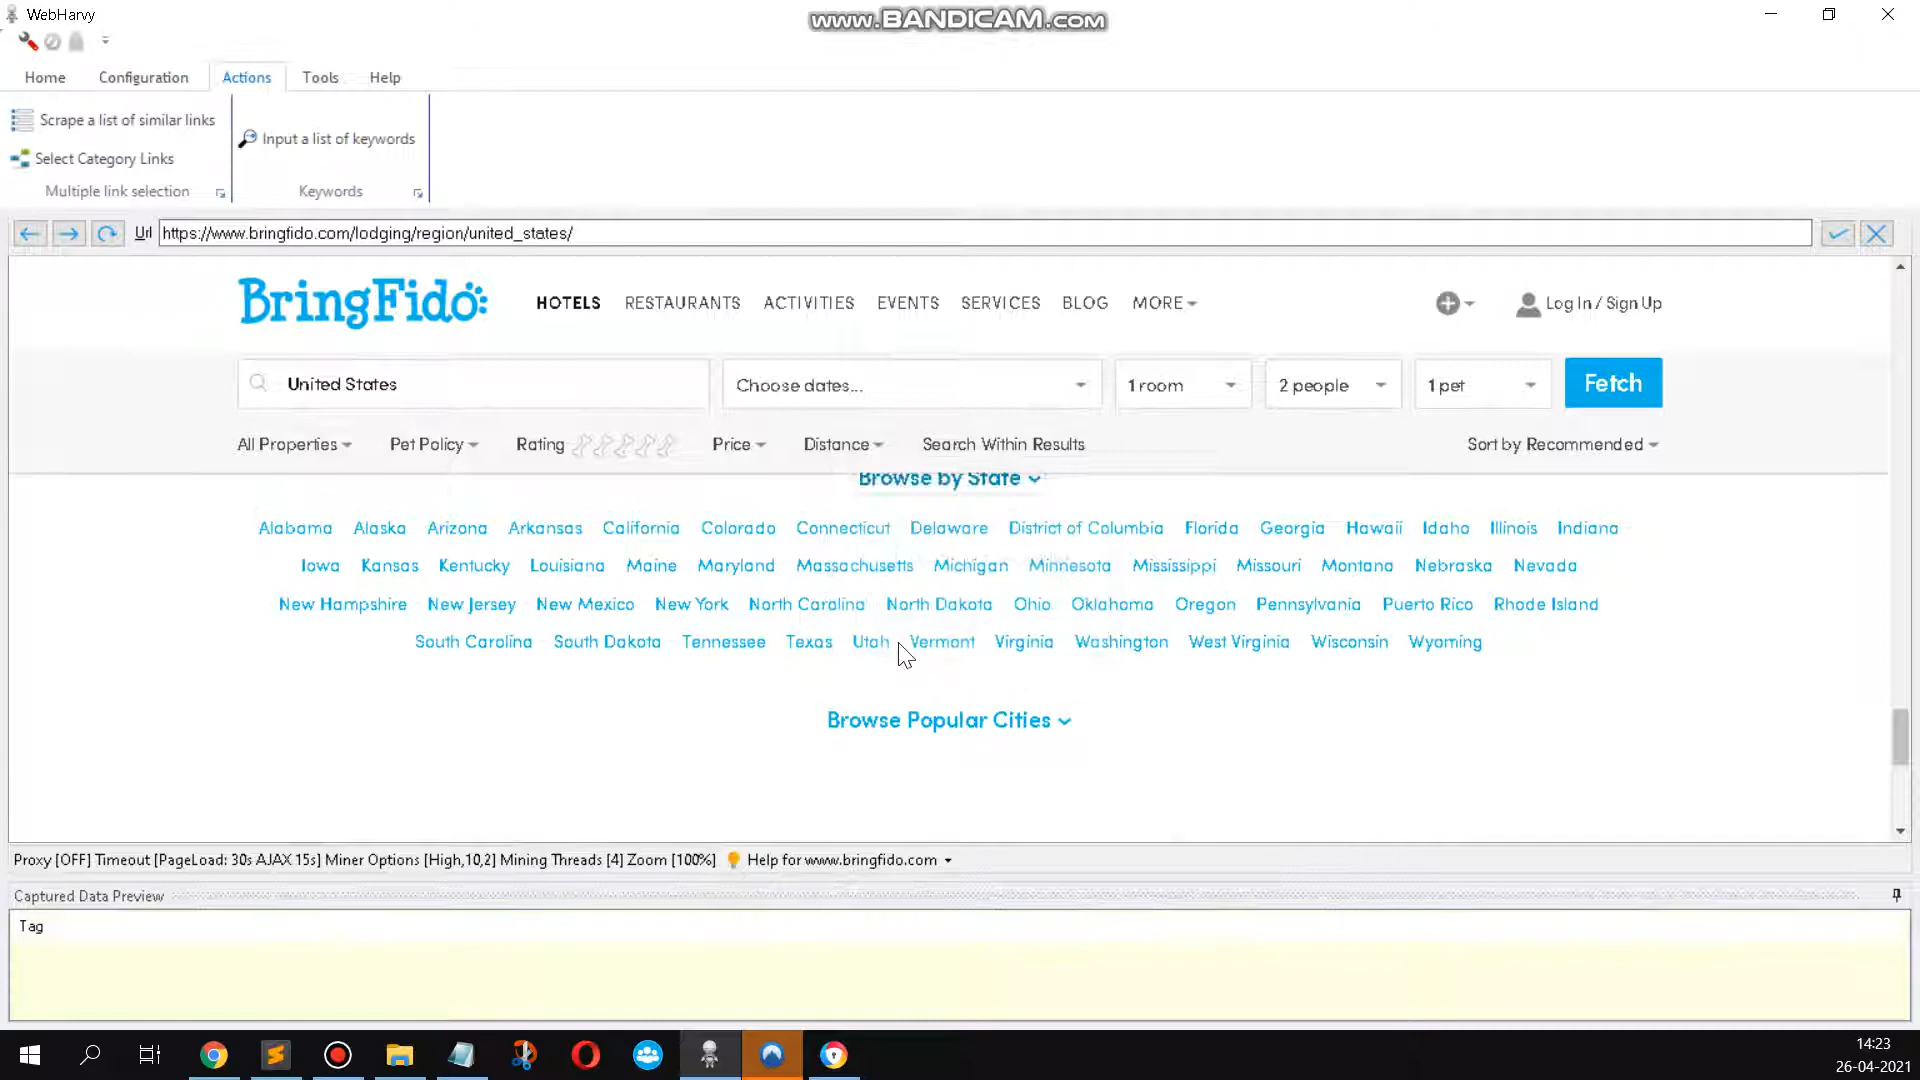 WebHarvy
www.BANDICAM.com
Home Configuration Actions Tools Help
Scrape a list of similar links
Select Category Links
Multiple link selection
Input a list of keywords
Keywords
Url https://www.bringfido.com/lodging/region/united_states/
BringFido HOTELS RESTAURANTS ACTIVITIES EVENTS SERVICES BLOG MORE Log In / Sign Up
United States Choose dates... 1 room 2 people 1 pet Fetch
All Properties Pet Policy Rating Price Distance Search Within Results Sort by Recommended
Browse by State
Alabama Alaska Arizona Arkansas California Colorado Connecticut Delaware District of Columbia Florida Georgia Hawaii Idaho Illinois Indiana
Iowa Kansas Kentucky Louisiana Maine Maryland Massachusetts Michigan Minnesota Mississippi Missouri Montana Nebraska Nevada
New Hampshire New Jersey New Mexico New York North Carolina North Dakota Ohio Oklahoma Oregon Pennsylvania Puerto Rico Rhode Island
South Carolina South Dakota Tennessee Texas Utah Vermont Virginia Washington West Virginia Wisconsin Wyoming
Browse Popular Cities
Proxy [OFF] Timeout [PageLoad: 30s AJAX 15s] Miner Options [High,10,2] Mining Threads [4] Zoom [100%] Help for www.bringfido.com
Captured Data Preview
Tag
14:23
26-04-2021